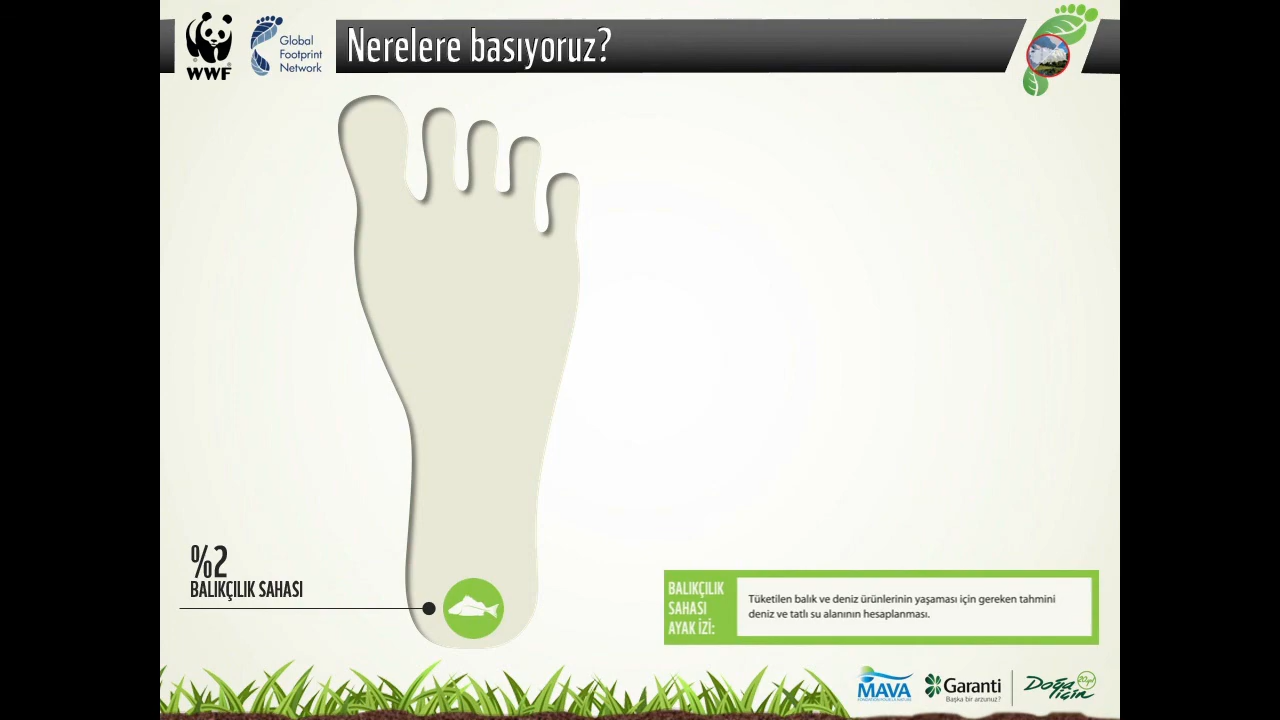 WWF
Global
Footprint
Network
Nerelere basıyoruz?
%2
BALIKÇILIK SAHASI
BALIKÇILIK
SAHASI
AYAK İZİ:
Tüketilen balık ve deniz ürünlerinin yaşaması için gereken tahmini
deniz ve tatlı su alanının hesaplanması.
MAVA
Garanti
Başka bir arzunuz?
Doğa
için